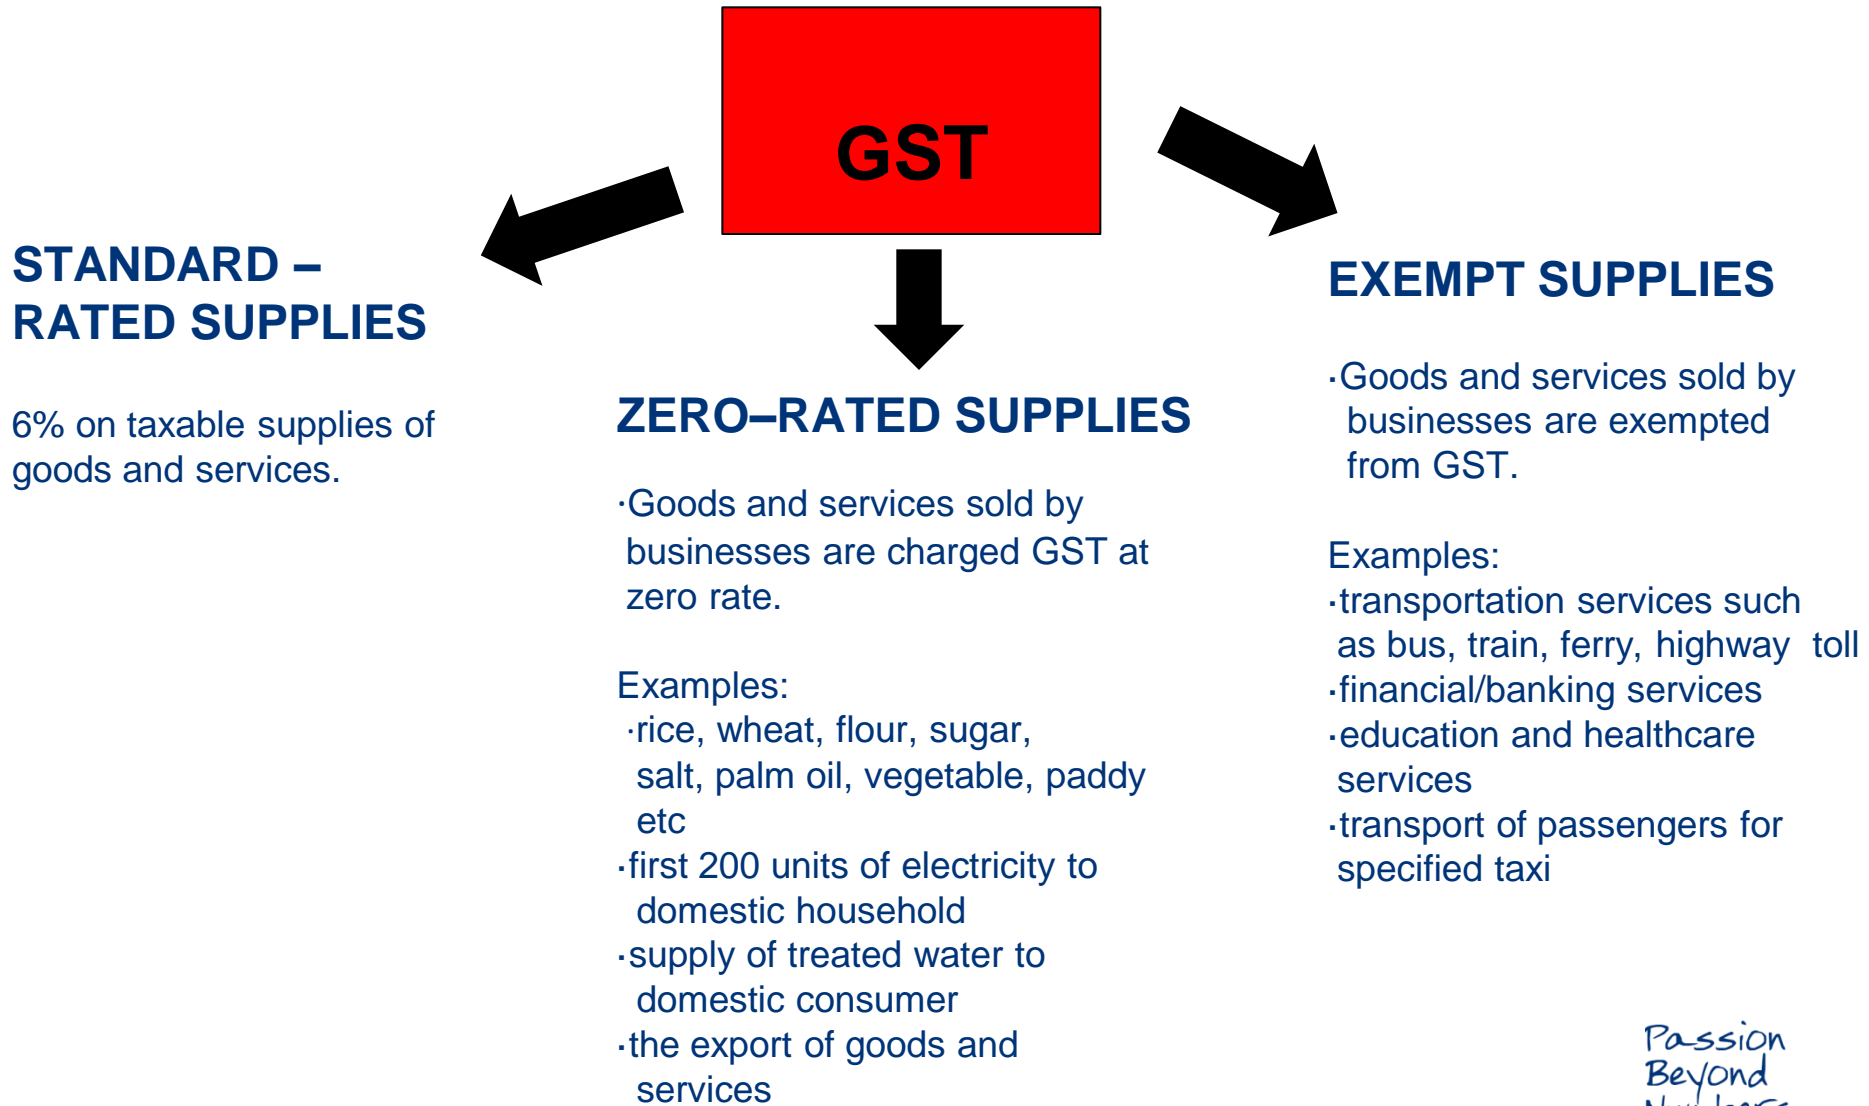 GST
STANDARD –
RATED SUPPLIES
6% on taxable supplies of
goods and services.
ZERO–RATED SUPPLIES
·Goods and services sold by
businesses are charged GST at
zero rate.
Examples:
·rice, wheat, flour, sugar,
salt, palm oil, vegetable, paddy
etc
·first 200 units of electricity to
domestic household
·supply of treated water to
domestic consumer
·the export of goods and
services
EXEMPT SUPPLIES
·Goods and services sold by
businesses are exempted
from GST.
Examples:
·transportation services such
as bus, train, ferry, highway toll
·financial/banking services
·education and healthcare
services
·transport of passengers for
specified taxi
Passion
Beyond
Numbers